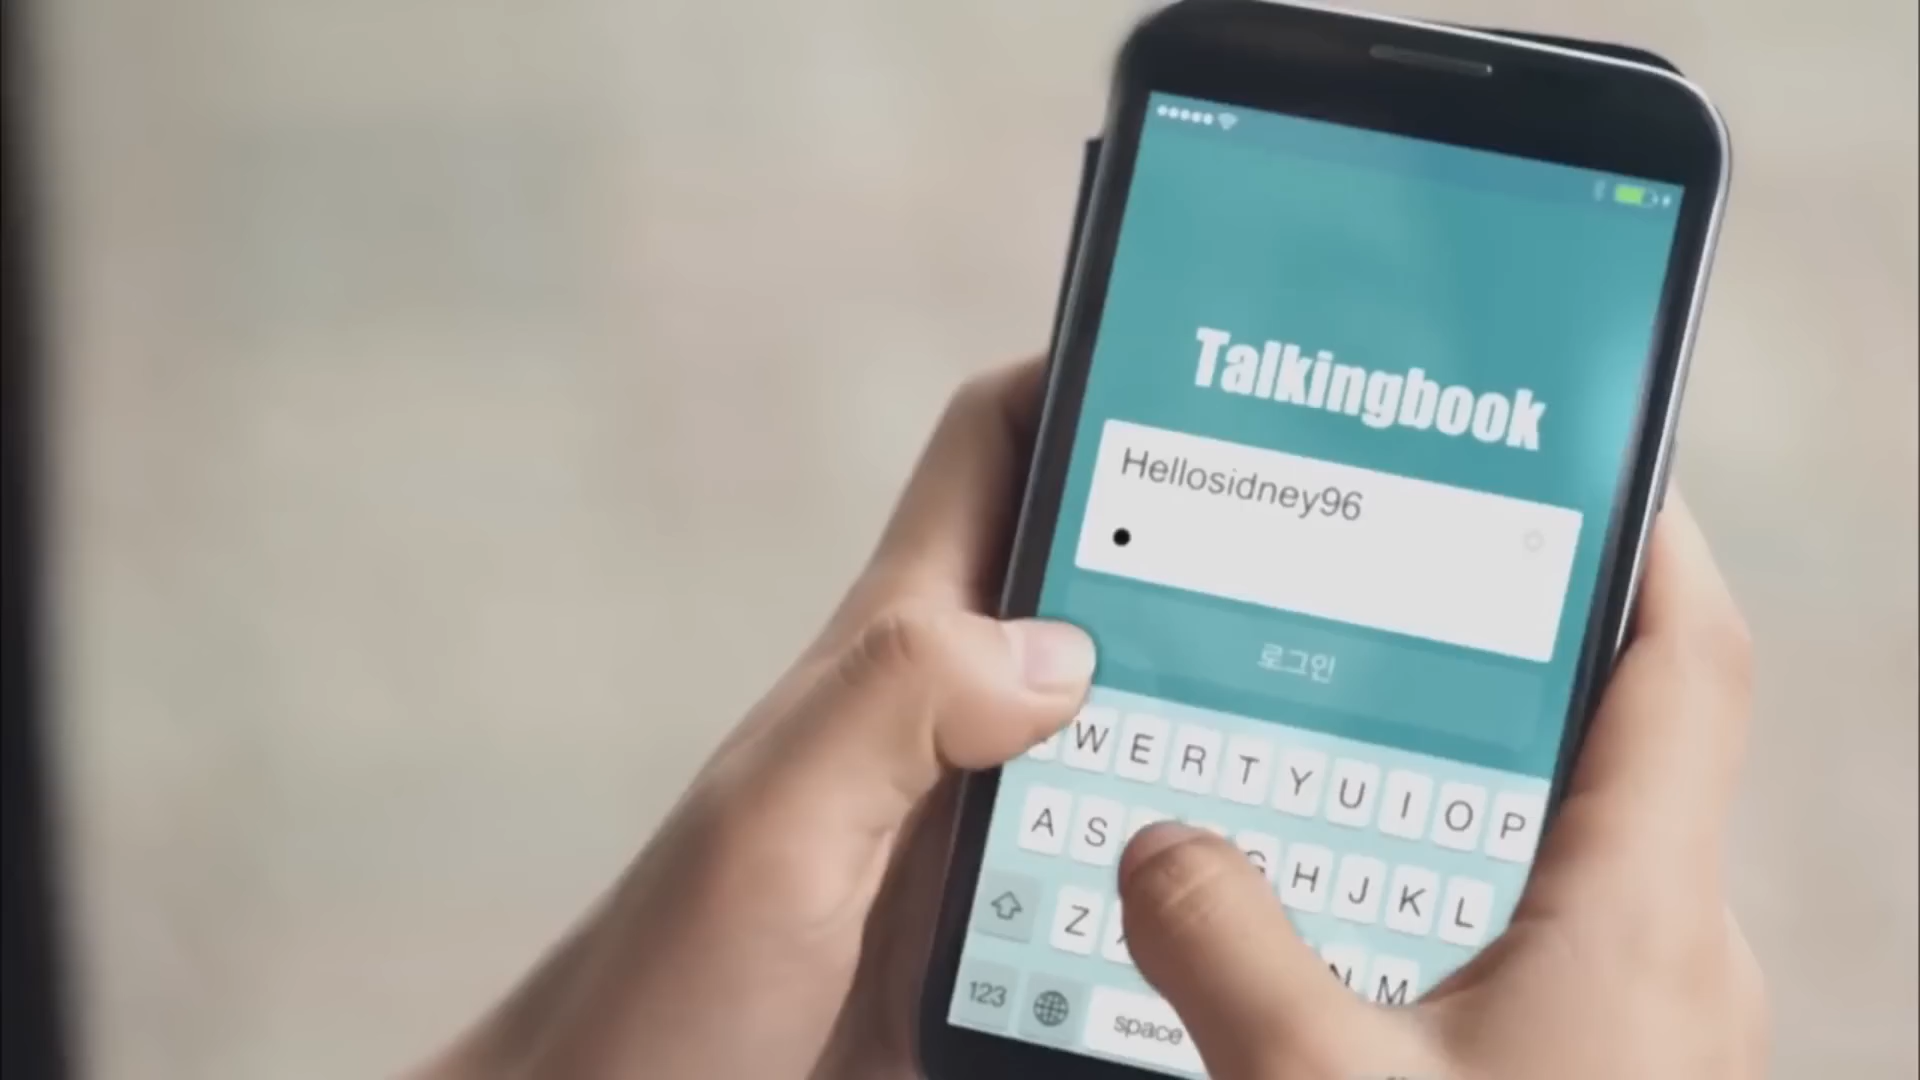 Talkingbook
Hellosidney96
로그인
W E R T Y U I O P
A S G H J K L
Z N M
123 space